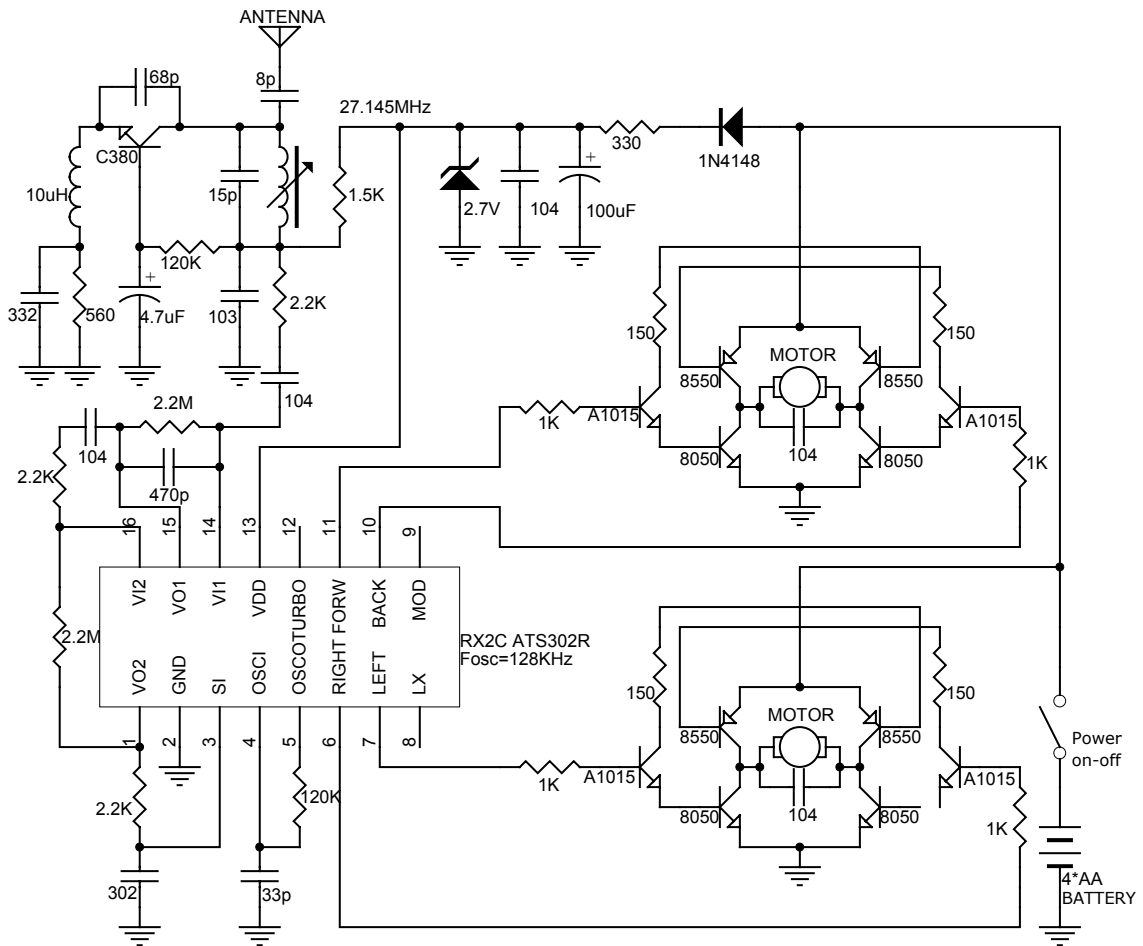 ANTENNA
68p
8p
27.145MHz
C380
330
1N4148
10uH
15p
1.5K
2.7V
104
+
100uF
120K
+
332
560
4.7uF
103
2.2K
150
150
MOTOR
8550
8550
104
2.2M
1K
A1015
A1015
104
8050
104
8050
1K
2.2K
470p
16
15
14
13
12
11
10
9
VI2
VO1
VI1
VDD
TURBO
FORW
BACK
MOD
RX2C ATS302R
Fosc=128KHz
2.2M
VO2
GND
SI
OSCI
OSCO
RIGHT
LEFT
LX
1
2
3
4
5
6
7
8
150
150
MOTOR
8550
8550
Power
on-off
1K
A1015
A1015
2.2K
120K
8050
104
8050
1K
302
33p
4*AA
BATTERY